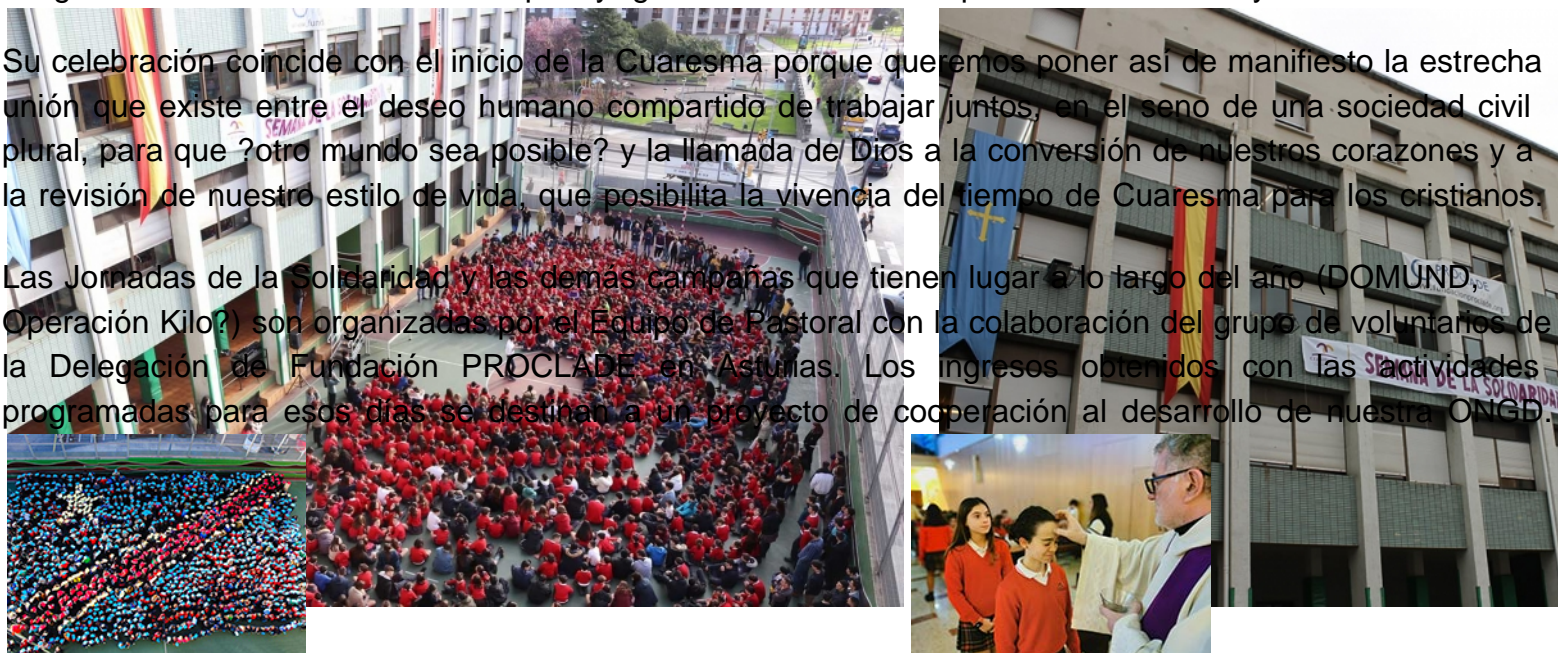 Su celebración coincide con el inicio de la Cuaresma porque queremos poner así de manifiesto la estrecha
unión que existe entre el deseo humano compartido de trabajar juntos, en el seno de una sociedad civil
plural, para que ?otro mundo sea posible? y la llamada de Dios a la conversión de nuestros corazones y a
la revisión de nuestro estilo de vida, que posibilita la vivencia del tiempo de Cuaresma para los cristianos.
Las Jornadas de la Solidaridad y las demás campañas que tienen lugar a lo largo del año (DOMUND,
Operación Kilo?) son organizadas por el Equipo de Pastoral con la colaboración del grupo de voluntarios de
la Delegación de Fundación PROCLADE en Asturias. Los ingresos obtenidos con las actividades
programadas para esos días se destinan a un proyecto de cooperación al desarrollo de nuestra ONGD.
SEMANA DE LA SOLIDARIDAD